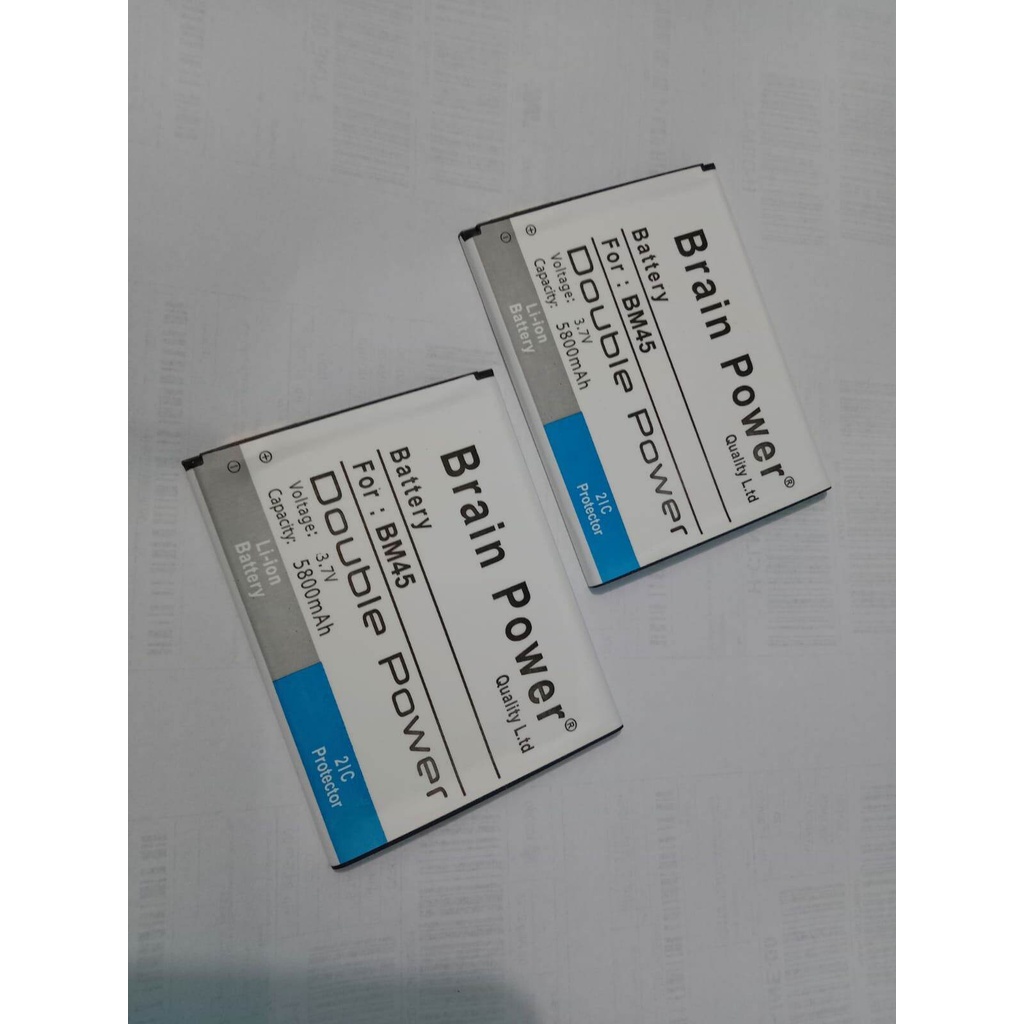 Brain Power®
Quality L.td
Battery
For : BM45
Double Power
Voltage: 3.7V
Capacity: 5800mAh
⊕
⊖
Li-ion
Battery
2IC
Protector
Brain Power®
Quality L.td
Battery
For : BM45
Double Power
Voltage: 3.7V
Capacity: 5800mAh
⊕
⊖
Li-ion
Battery
2IC
Protector